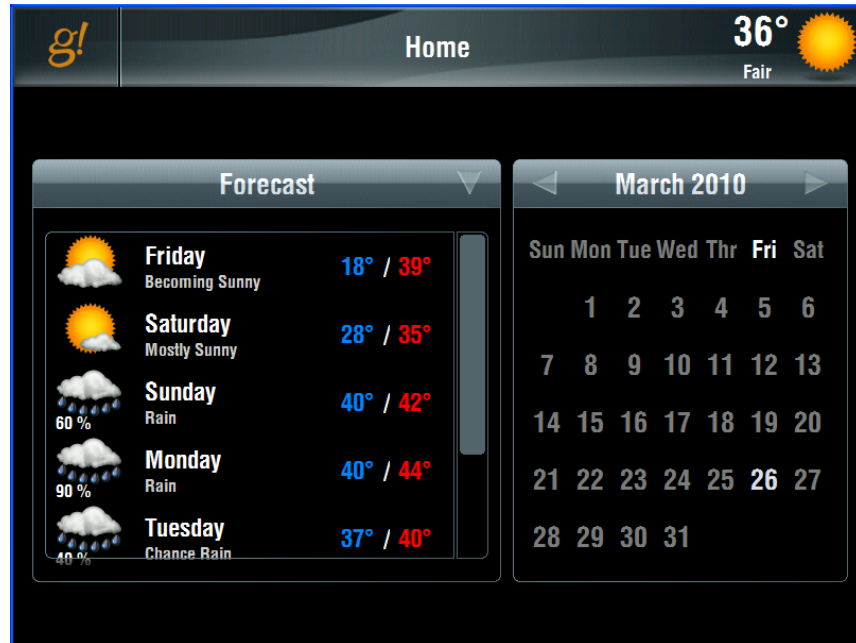 g!
Home
36°
Fair
Forecast
Friday
Becoming Sunny
18° / 39°
Saturday
Mostly Sunny
28° / 35°
Sunday
Rain
60 %
40° / 42°
Monday
Rain
90 %
40° / 44°
Tuesday
Chance Rain
40 %
37° / 40°
March 2010
Sun Mon Tue Wed Thr Fri Sat
1 2 3 4 5 6
7 8 9 10 11 12 13
14 15 16 17 18 19 20
21 22 23 24 25 26 27
28 29 30 31